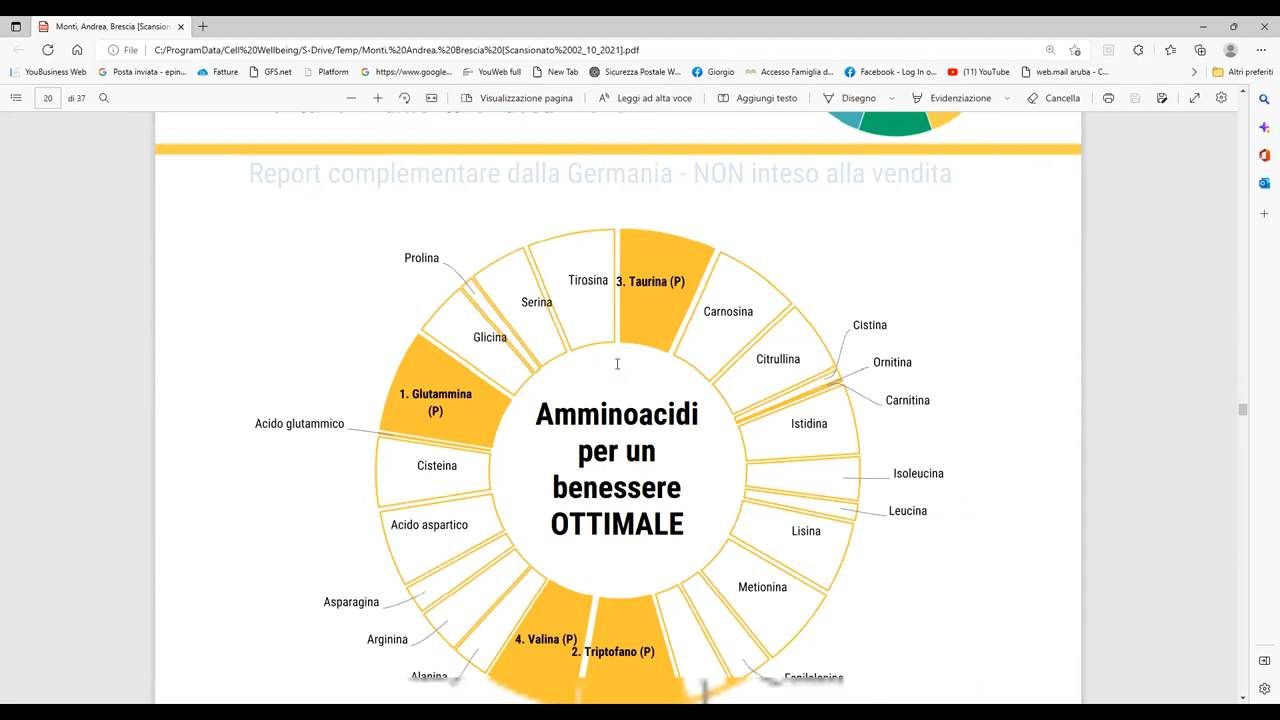 Monti, Andrea, Brescia [Scansion
File C:/ProgramData/Cell%20Wellbeing/S-Drive/Temp/Monti.%20Andrea.%20Brescia%20[Scansionato%2002_10_2021].pdf
YouBusiness Web Posta inviata - epin... Fatture GFS.net Platform https://www.google... YouWeb full New Tab Sicurezza Postale W... Giorgio Accesso Famiglia d... Facebook - Log In o... (11) YouTube web.mail aruba - C... Altri preferiti
20 di 37 Visualizzazione pagina Leggi ad alta voce Aggiungi testo Disegno Evidenziazione Cancella
Report complementare dalla Germania - NON inteso alla vendita
Prolina
Serina
Tirosina
3. Taurina (P)
Carnosina
Glicina
Citrullina
Cistina
Ornitina
Carnitina
1. Glutammina
(P)
Acido glutammico
Istidina
Cisteina
Isoleucina
Acido aspartico
Leucina
Lisina
Amminoacidi
per un
benessere
OTTIMALE
Metionina
Asparagina
Arginina
4. Valina (P)
2. Triptofano (P)
Alanina
Fenilalanina